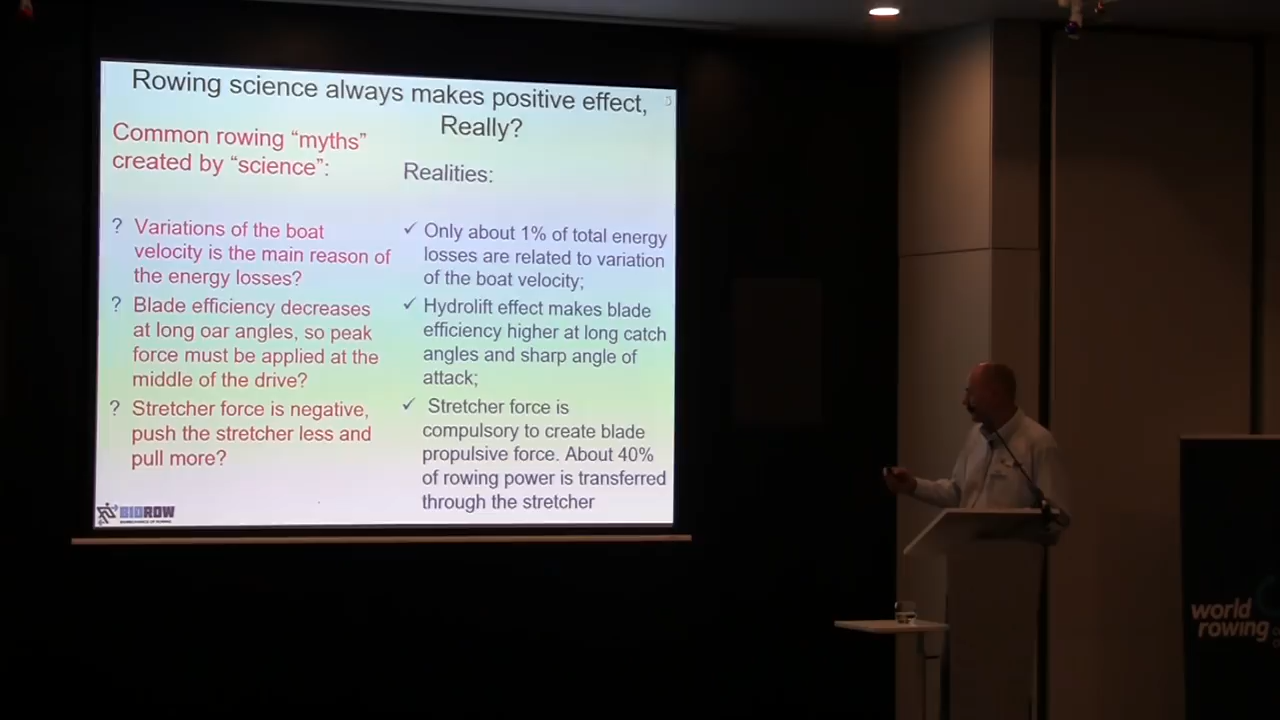 Rowing science always makes positive effect,
Really?
Common rowing “myths”
created by “science”:
? Variations of the boat
velocity is the main reason of
the energy losses?
? Blade efficiency decreases
at long oar angles, so peak
force must be applied at the
middle of the drive?
? Stretcher force is negative,
push the stretcher less and
pull more?
Realities:
✓ Only about 1% of total energy
losses are related to variation
of the boat velocity;
✓ Hydrolift effect makes blade
efficiency higher at long catch
angles and sharp angle of
attack;
✓ Stretcher force is
compulsory to create blade
propulsive force. About 40%
of rowing power is transferred
through the stretcher
BIOROW
world
rowing